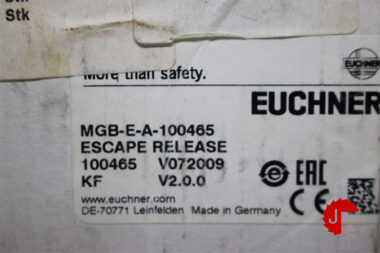 Stk
Stk
EUCHNER
More than safety.
EUCHNER
MGB-E-A-100465
ESCAPE RELEASE
100465 V072009
KF V2.0.0
EAC
CE
www.euchner.com
DE-70771 Leinfelden Made in Germany